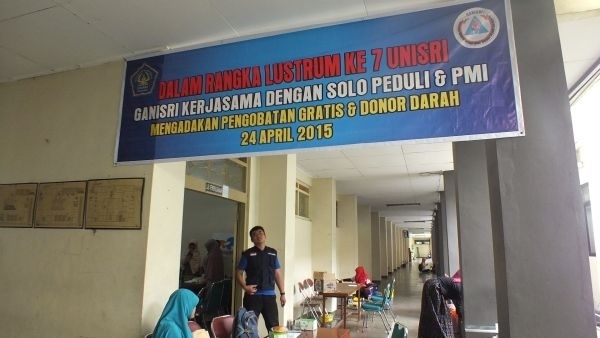 DALAM RANGKA LUSTRUM KE 7 UNISRI
GANISRI KERJASAMA DENGAN SOLO PEDULI & PMI
MENGADAKAN PENGOBATAN GRATIS & DONOR DARAH
24 APRIL 2015